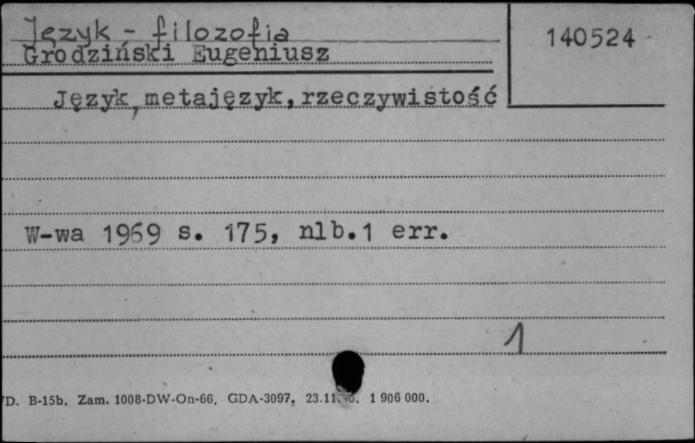 Język - filozofia
140524
Grodziński Eugeniusz
Język, metajęzyk, rzeczywistość
W-wa 1969 s. 175, nlb.1 err.
1
D. B-15b. Zam. 1008-DW-On-66. GDA-3097. 1 906 000.